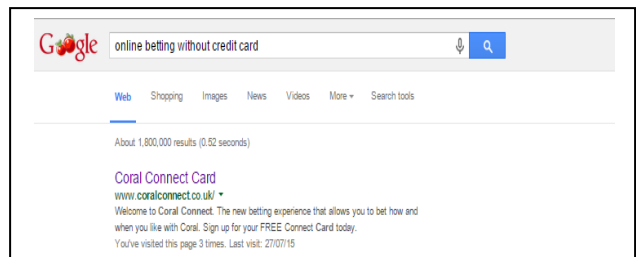 Google
online betting without credit card
Web Shopping Images News Videos More Search tools
About 1,800,000 results (0.52 seconds)
Coral Connect Card
www.coralconnect.co.uk/
Welcome to Coral Connect. The new betting experience that allows you to bet how and
when you like with Coral. Sign up for your FREE Connect Card today.
You've visited this page 3 times. Last visit: 27/07/15